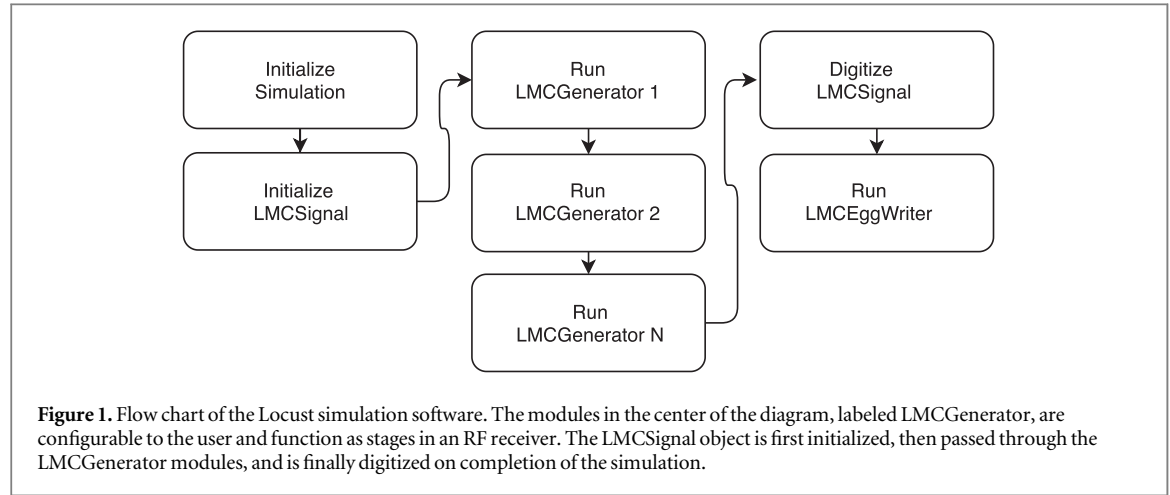 Initialize
Simulation
Initialize
LMCSignal
Run
LMCGenerator 1
Run
LMCGenerator 2
Run
LMCGenerator N
Digitize
LMCSignal
Run
LMCEggWriter
Figure 1. Flow chart of the Locust simulation software. The modules in the center of the diagram, labeled LMCGenerator, are
configurable to the user and function as stages in an RF receiver. The LMCSignal object is first initialized, then passed through the
LMCGenerator modules, and is finally digitized on completion of the simulation.